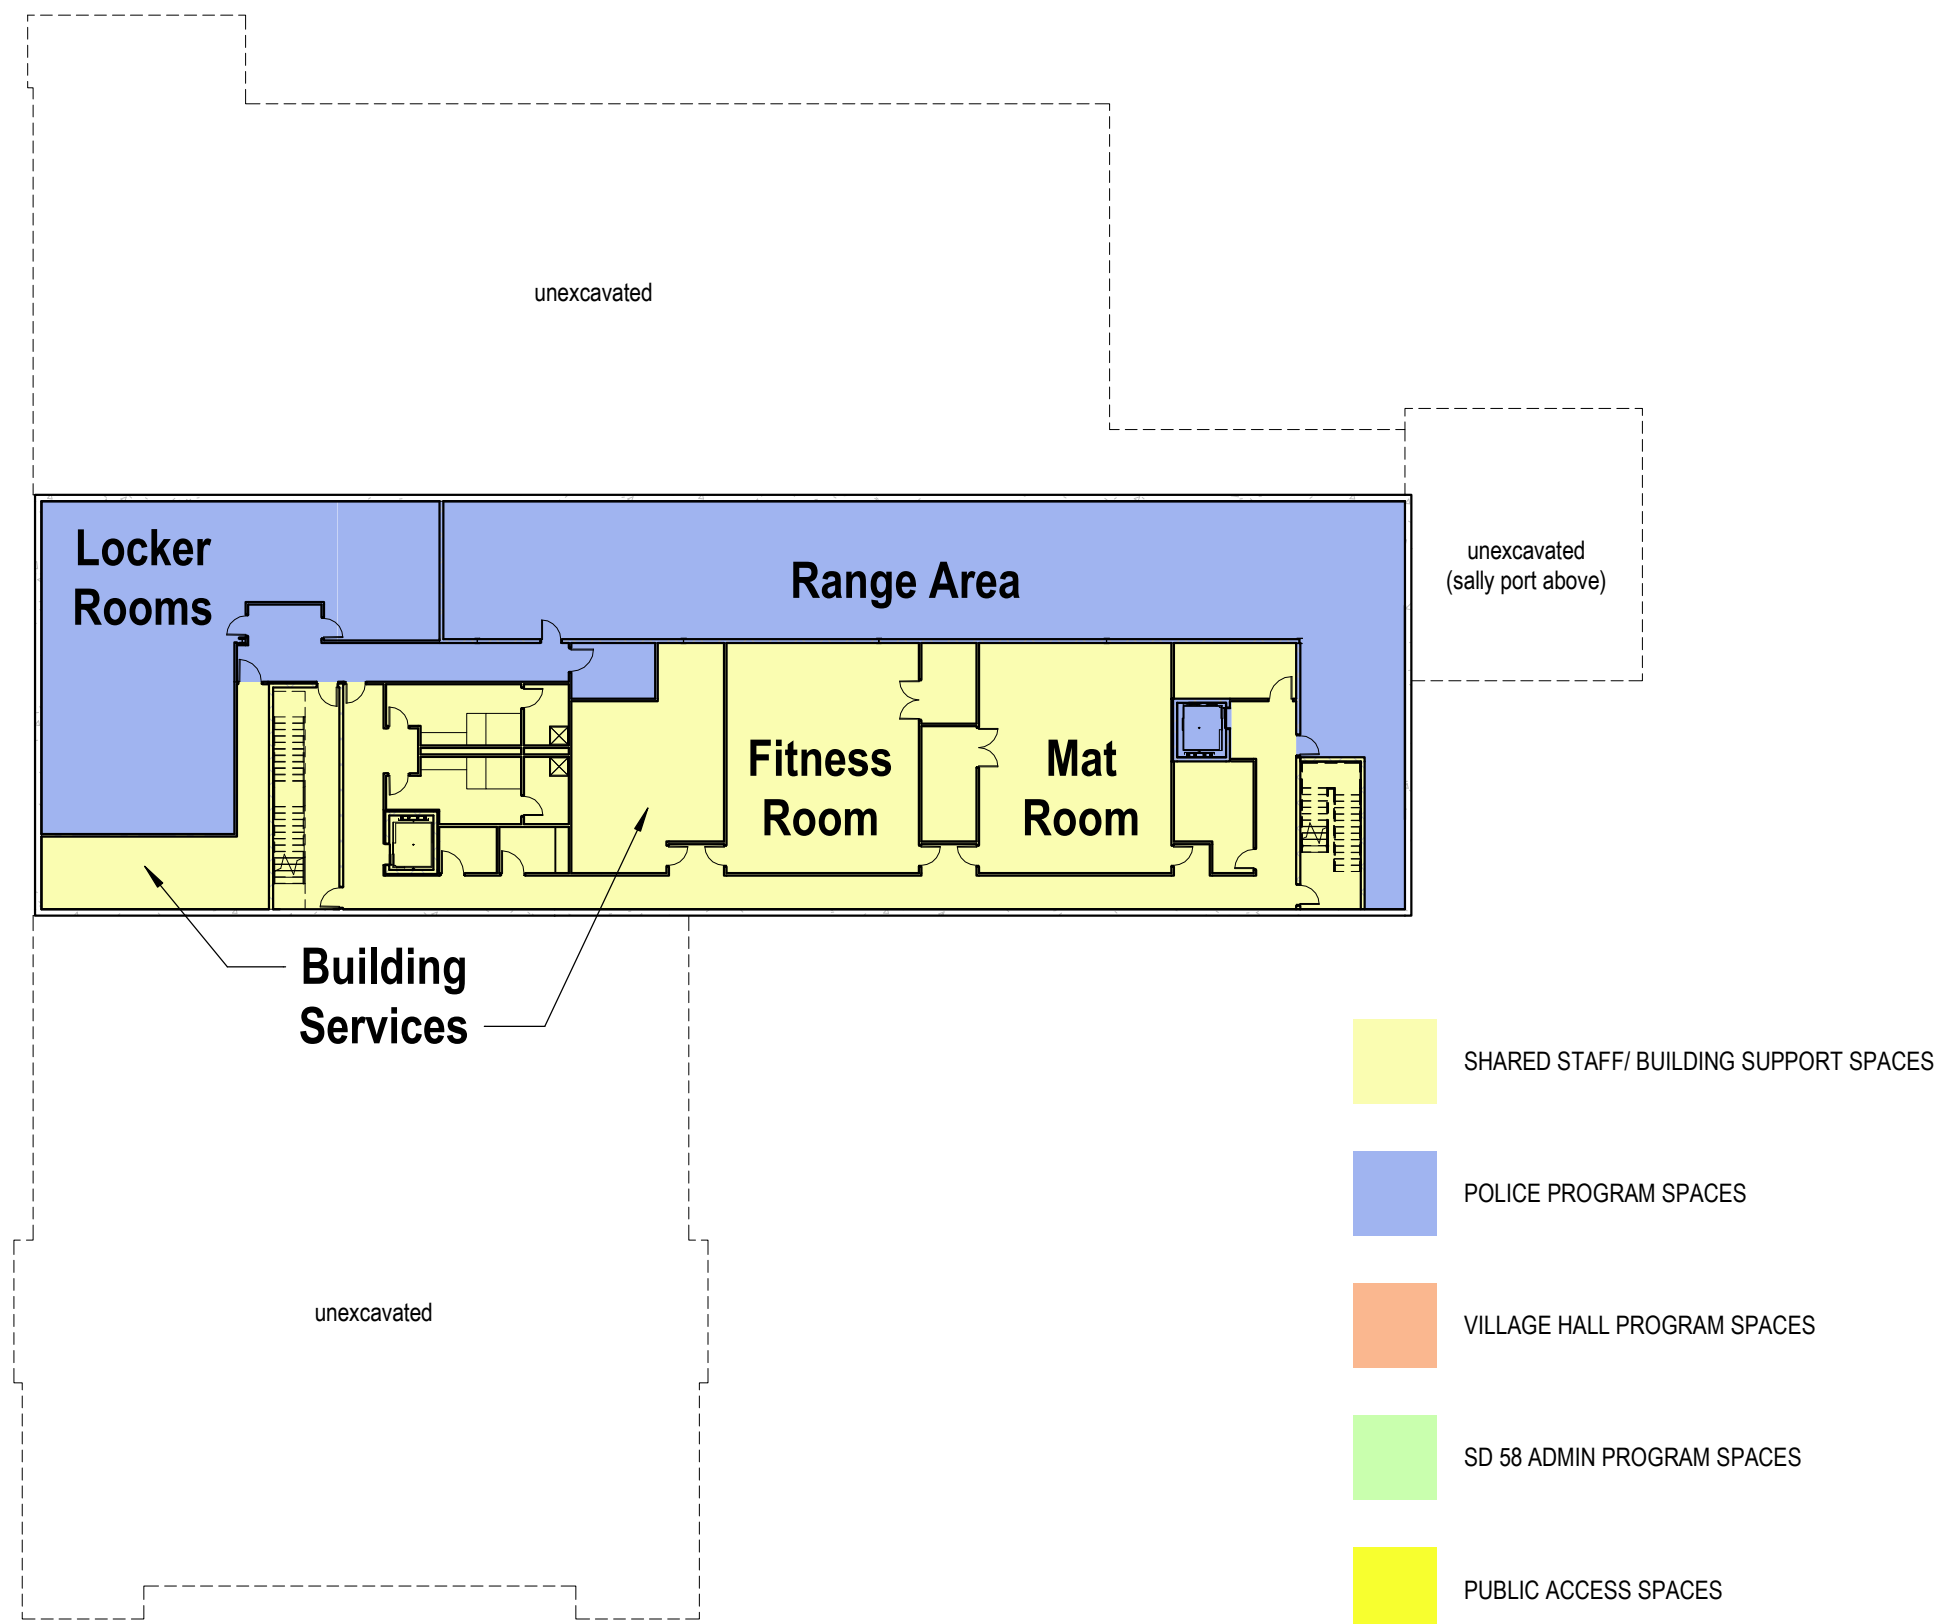 unexcavated
Locker
Rooms
Range Area
unexcavated
(sally port above)
Fitness
Room
Mat
Room
Building
Services
unexcavated
SHARED STAFF/ BUILDING SUPPORT SPACES
POLICE PROGRAM SPACES
VILLAGE HALL PROGRAM SPACES
SD 58 ADMIN PROGRAM SPACES
PUBLIC ACCESS SPACES